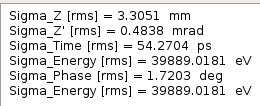 Sigma_Z [rms] = 3.3051 mm
Sigma_Z' [rms] = 0.4838 mrad
Sigma_Time [rms] = 54.2704 ps
Sigma_Energy [rms] = 39889.0181 eV
Sigma_Phase [rms] = 1.7203 deg
Sigma_Energy [rms] = 39889.0181 eV